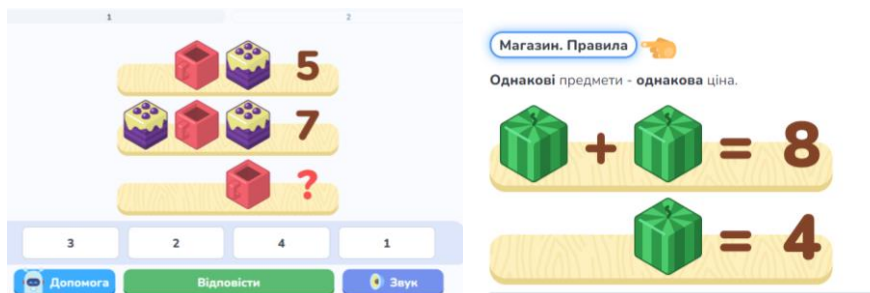 1 2
5
7
?
3 2 4 1
Допомога Відповісти Звук
Магазин. Правила
Однакові предмети - однакова ціна.
+ = 8
= 4